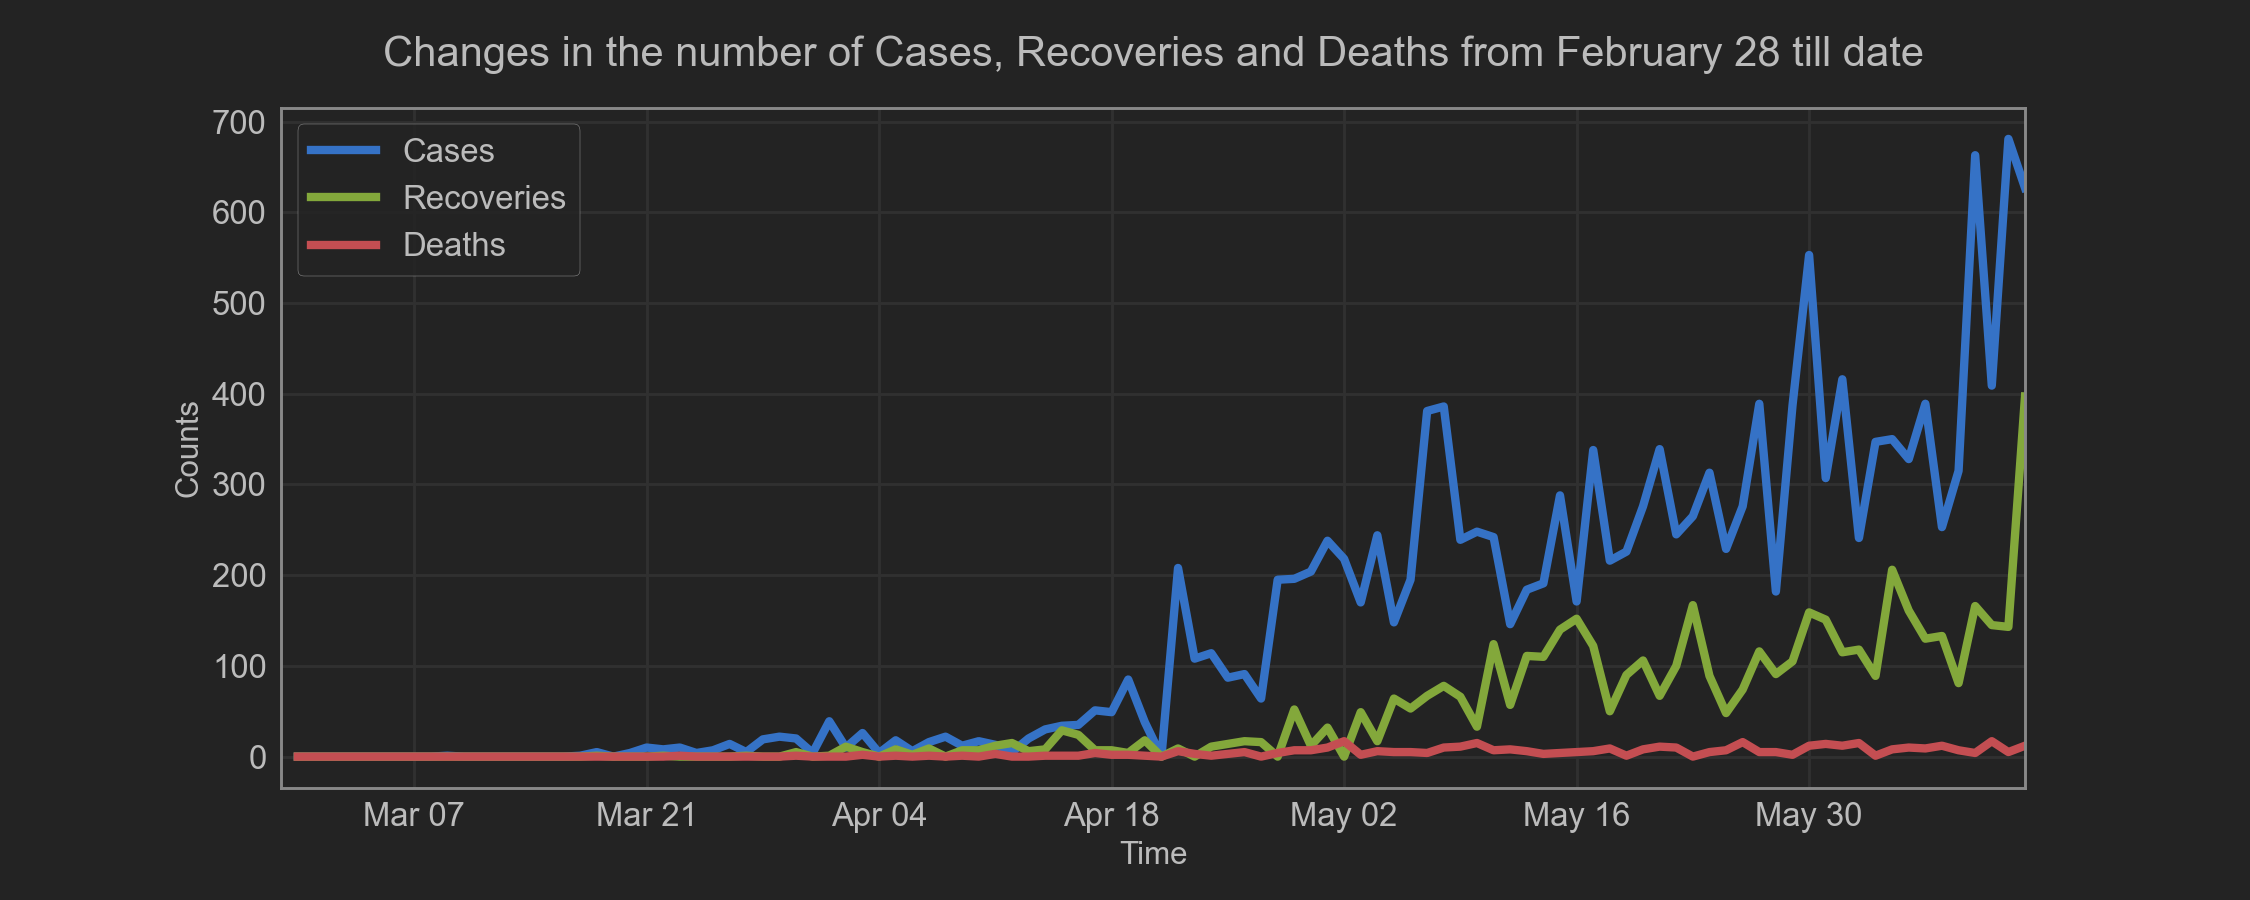 Changes in the number of Cases, Recoveries and Deaths from February 28 till date
Cases
Recoveries
Deaths
700
600
500
400
300
200
100
0
Counts
Mar 07
Mar 21
Apr 04
Apr 18
May 02
May 16
May 30
Time